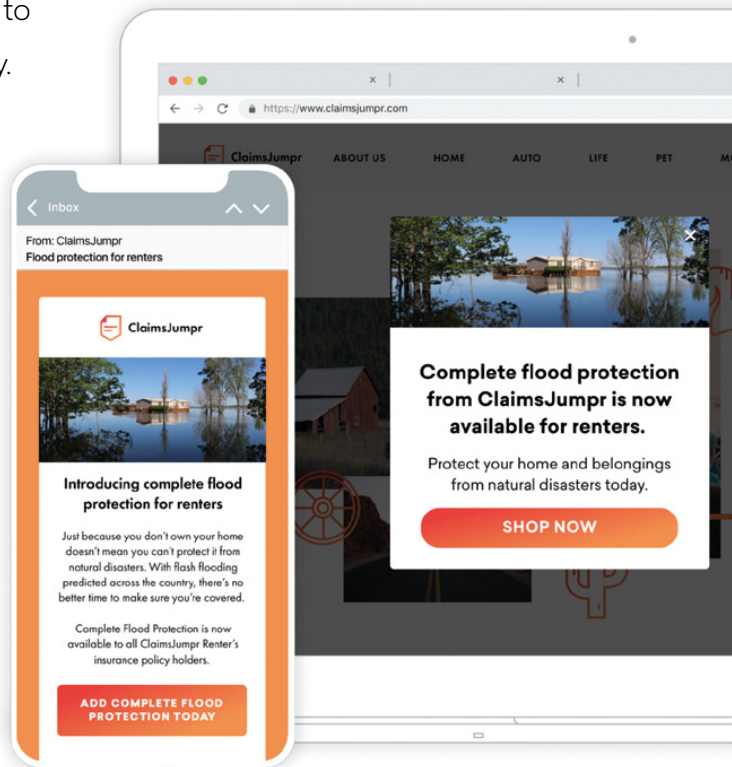 to
y.
https://www.claimsjumpr.com
ClaimsJumpr ABOUT US HOME AUTO LIFE PET
Complete flood protection
from ClaimsJumpr is now
available for renters.
Protect your home and belongings
from natural disasters today.
SHOP NOW
Inbox
From: ClaimsJumpr
Flood protection for renters
ClaimsJumpr
Introducing complete flood
protection for renters
Just because you don't own your home
doesn't mean you can't protect it from
natural disasters. With flash flooding
predicted across the country, there's no
better time to make sure you're covered.
Complete Flood Protection is now
available to all ClaimsJumpr Renter's
insurance policy holders.
ADD COMPLETE FLOOD
PROTECTION TODAY